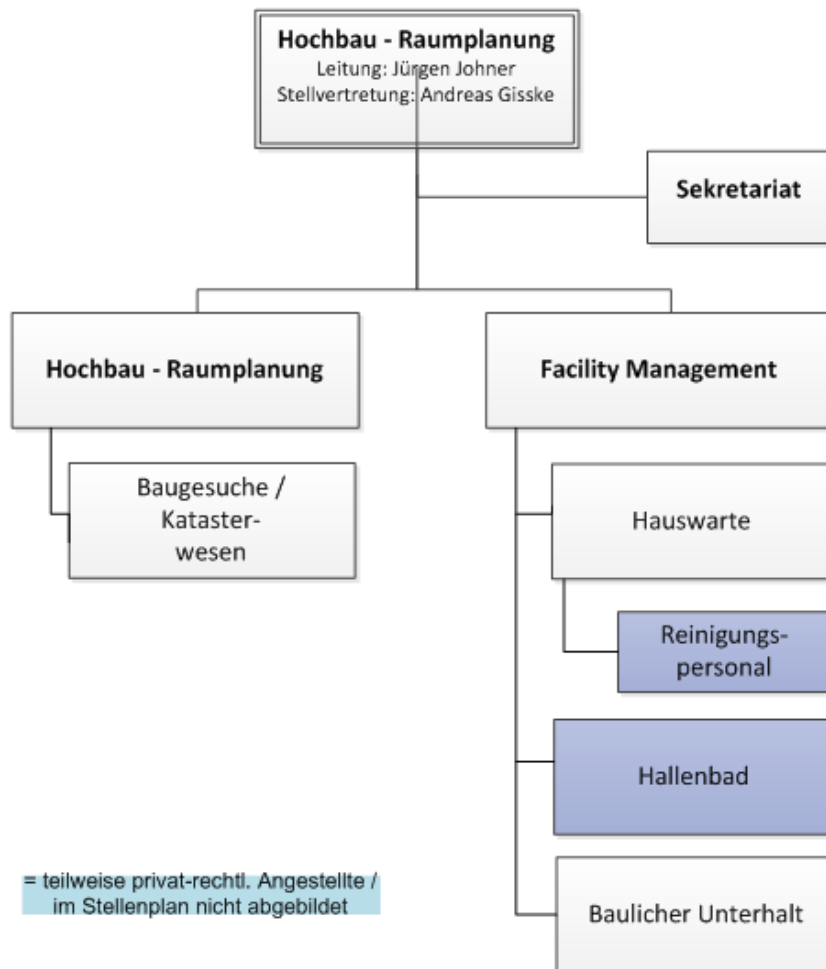 Hochbau - Raumplanung
Leitung: Jürgen Johner
Stellvertretung: Andreas Gisske
Sekretariat
Hochbau - Raumplanung
Facility Management
Baugesuche /
Kataster-
wesen
Hauswarte
Reinigungs-
personal
Hallenbad
Baulicher Unterhalt
= teilweise privat-rechtl. Angestellte /
im Stellenplan nicht abgebildet